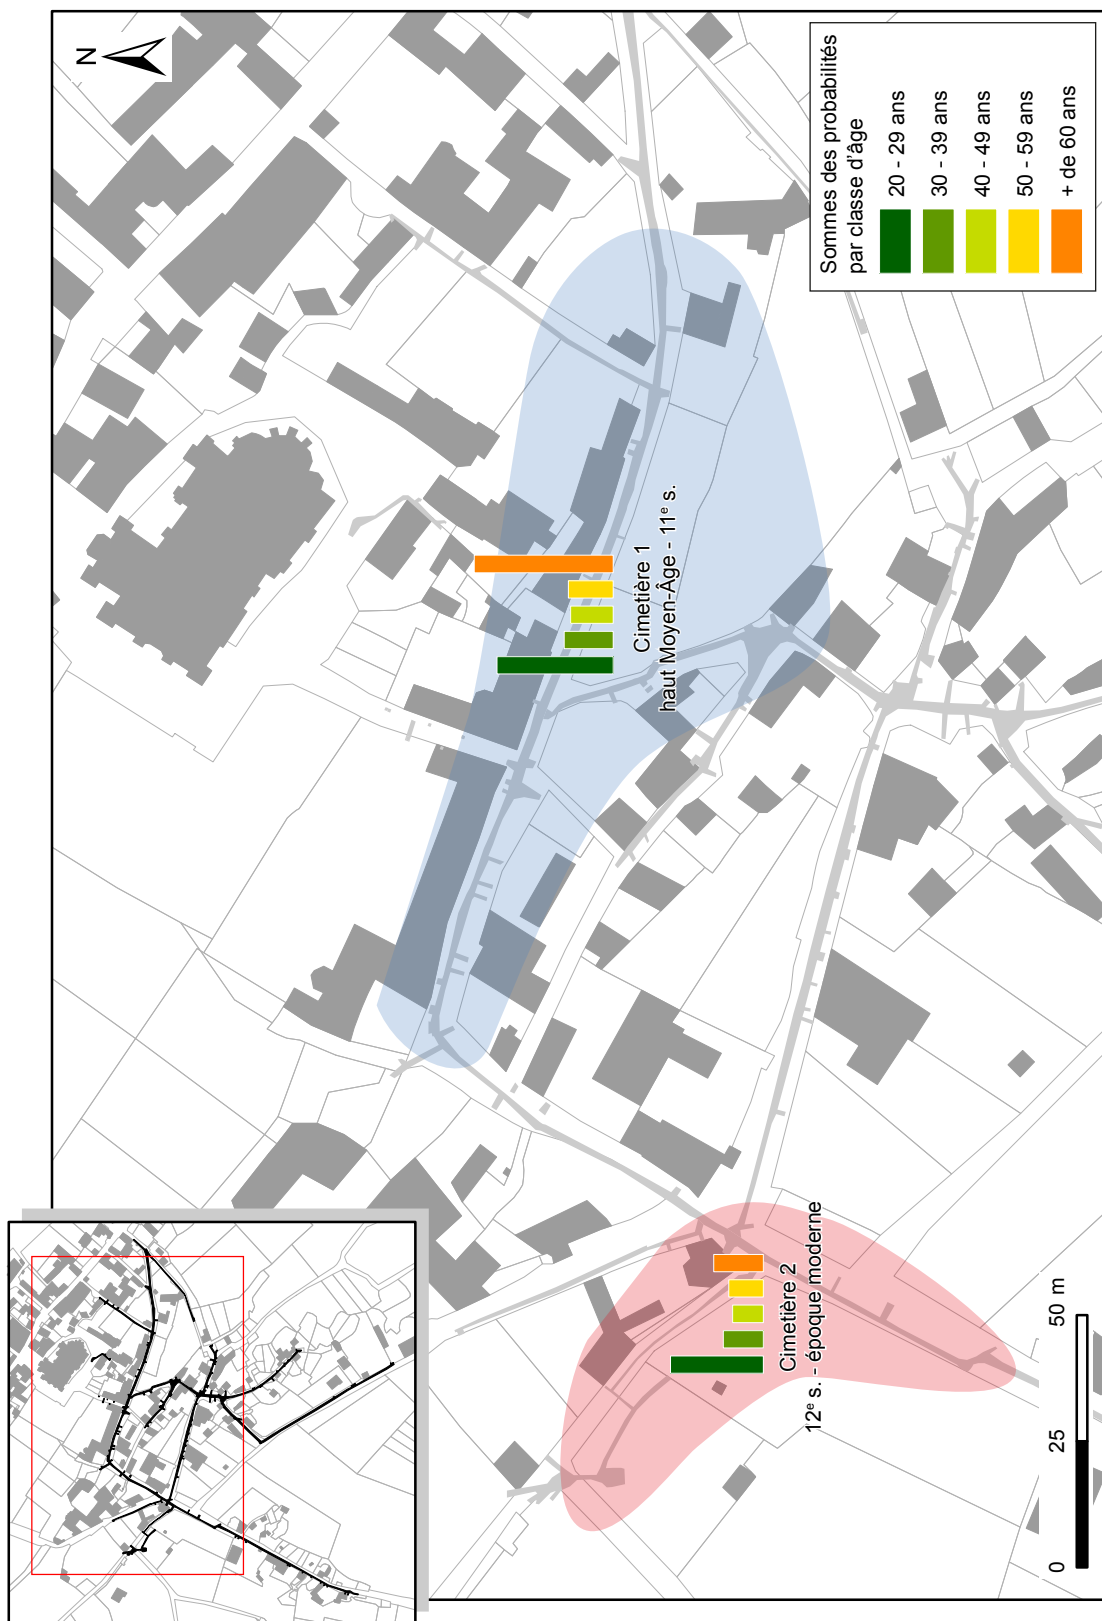 N
Sommes des probabilités
par classe d'âge
20 - 29 ans
30 - 39 ans
40 - 49 ans
50 - 59 ans
+ de 60 ans
Cimetière 1
haut Moyen-Âge - 11e s.
Cimetière 2
12e s. - époque moderne
0 25 50 m